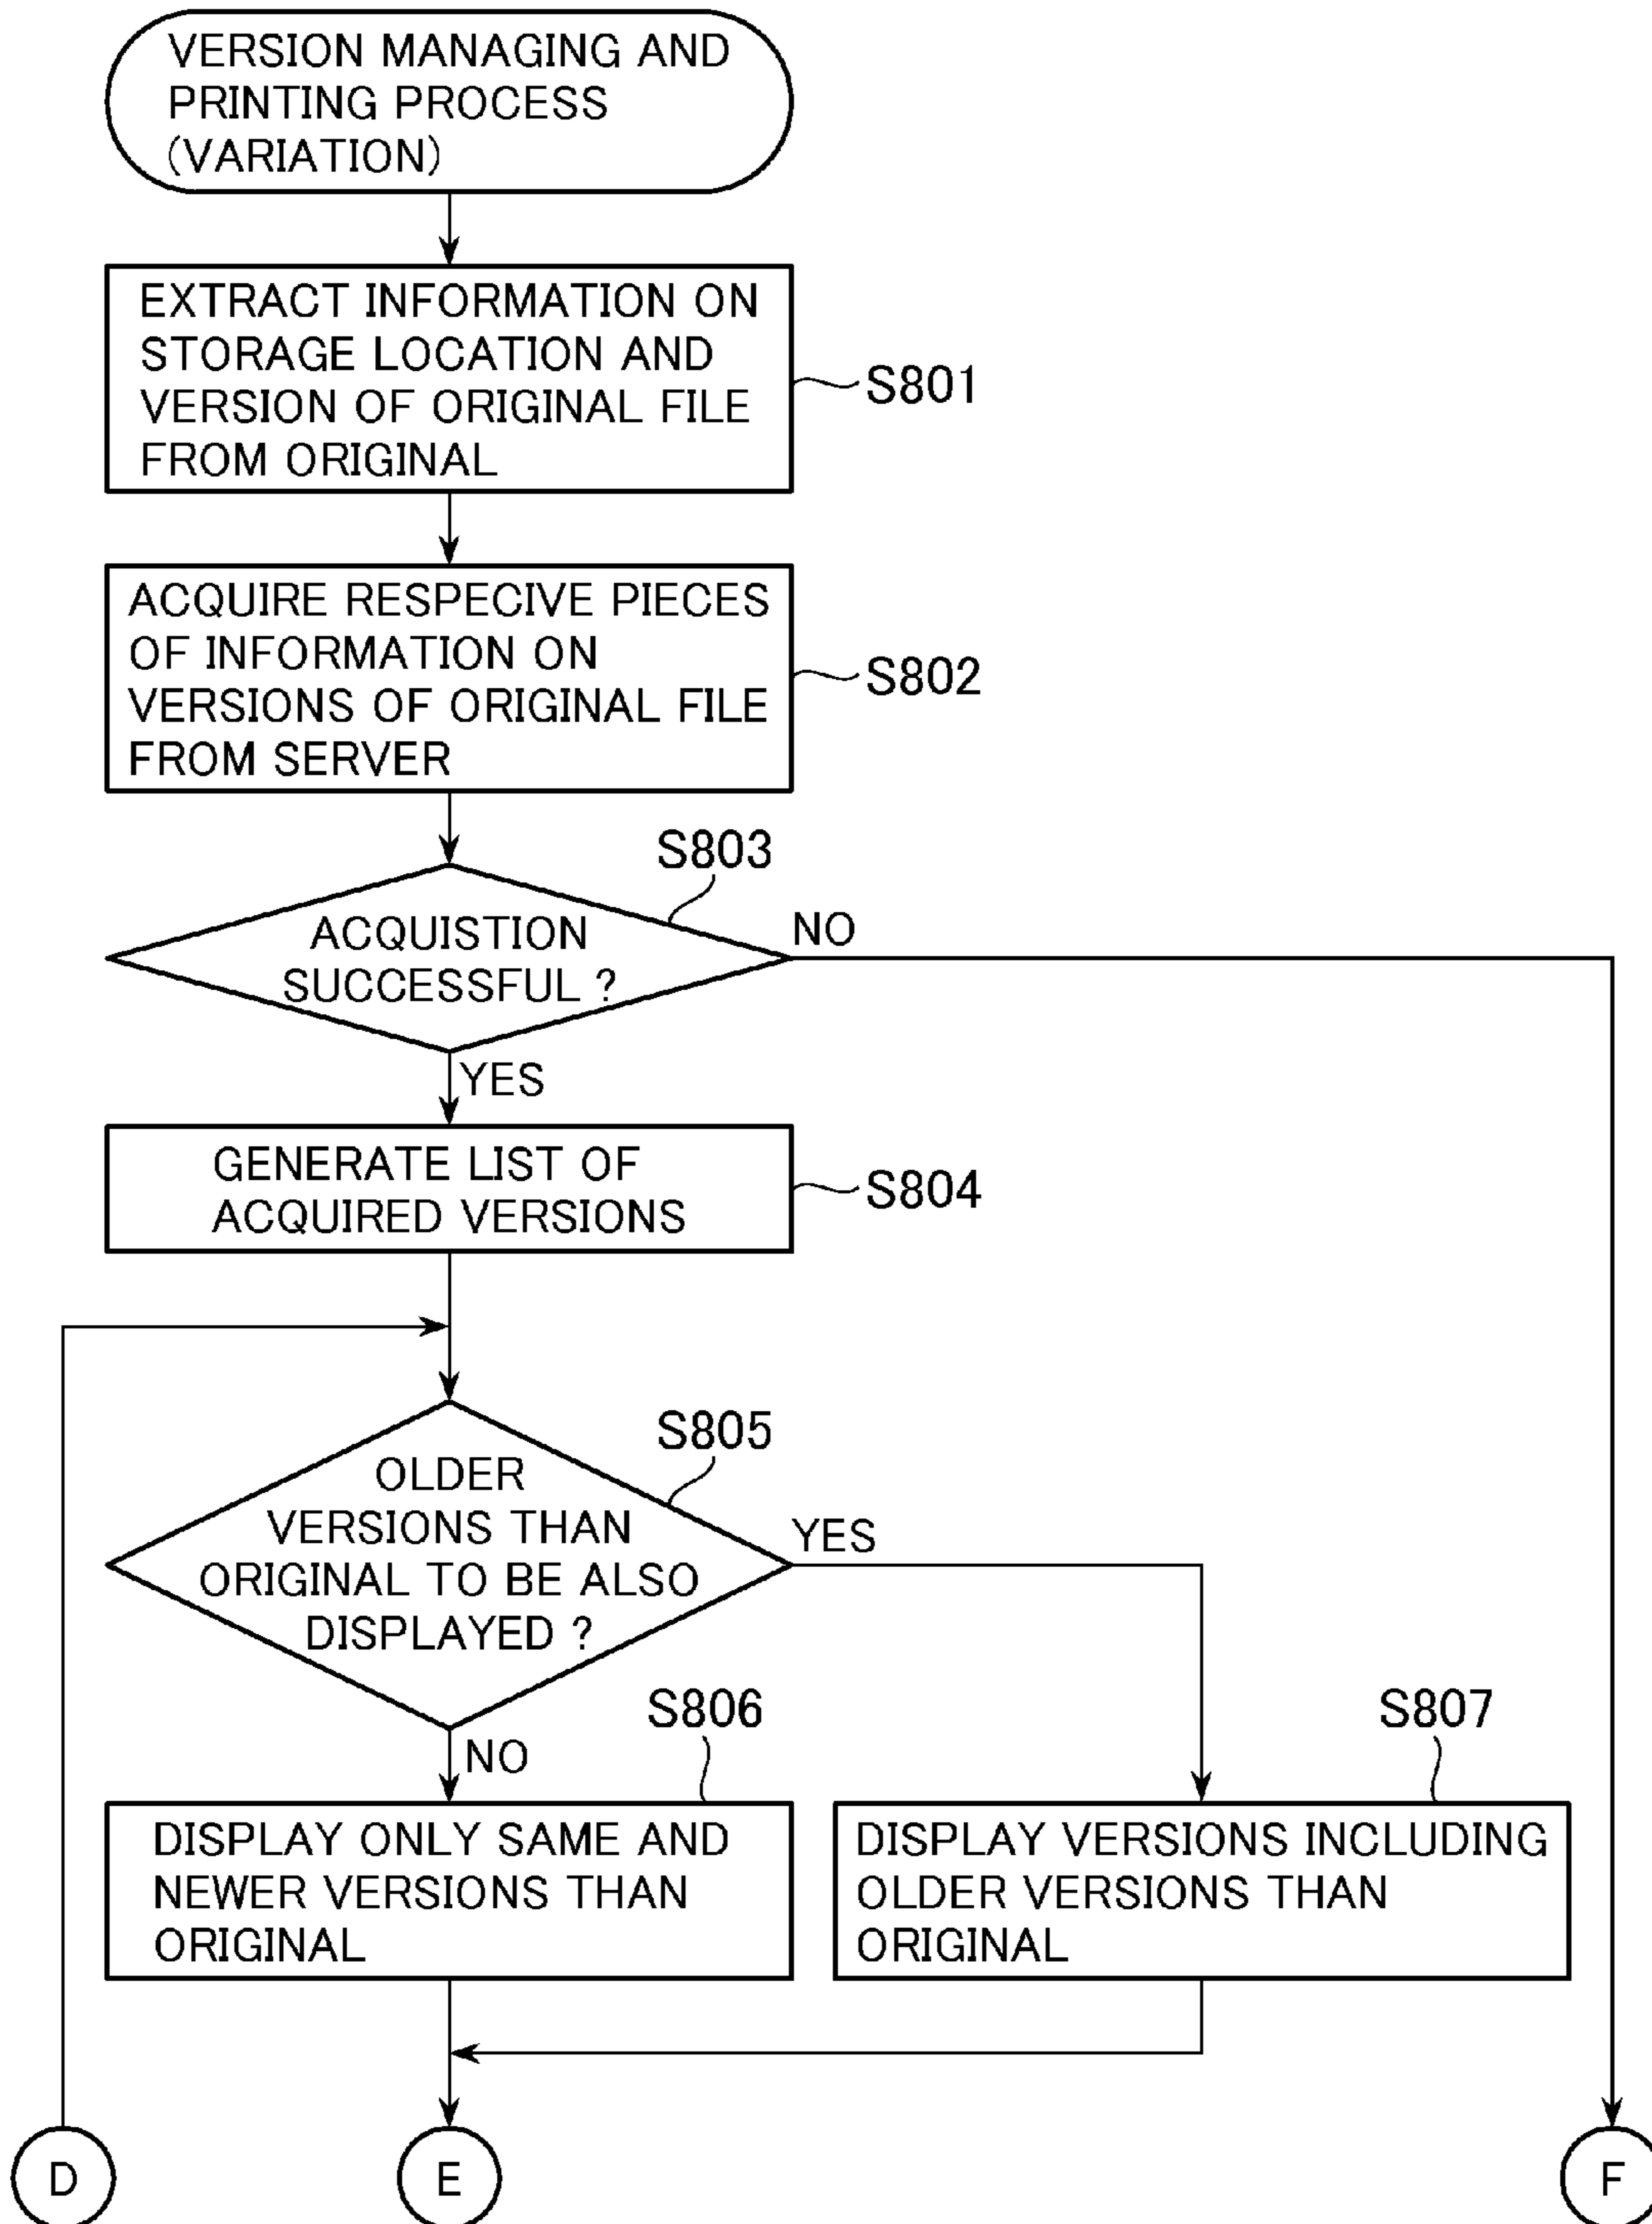 VERSION MANAGING AND
PRINTING PROCESS
(VARIATION)
EXTRACT INFORMATION ON
STORAGE LOCATION AND
VERSION OF ORIGINAL FILE
FROM ORIGINAL
S801
ACQUIRE RESPECIVE PIECES
OF INFORMATION ON
VERSIONS OF ORIGINAL FILE
FROM SERVER
S802
S803
ACQUISTION
SUCCESSFUL ?
NO
YES
GENERATE LIST OF
ACQUIRED VERSIONS
S804
S805
OLDER
VERSIONS THAN
ORIGINAL TO BE ALSO
DISPLAYED ?
YES
NO
S806
DISPLAY ONLY SAME AND
NEWER VERSIONS THAN
ORIGINAL
S807
DISPLAY VERSIONS INCLUDING
OLDER VERSIONS THAN
ORIGINAL
D
E
F